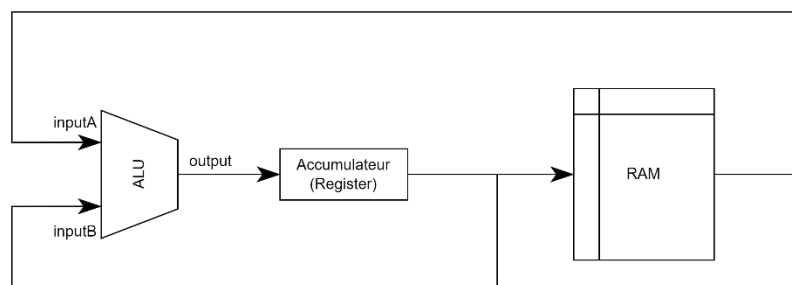 inputA
ALU
output
inputB
Accumulateur
(Register)
RAM